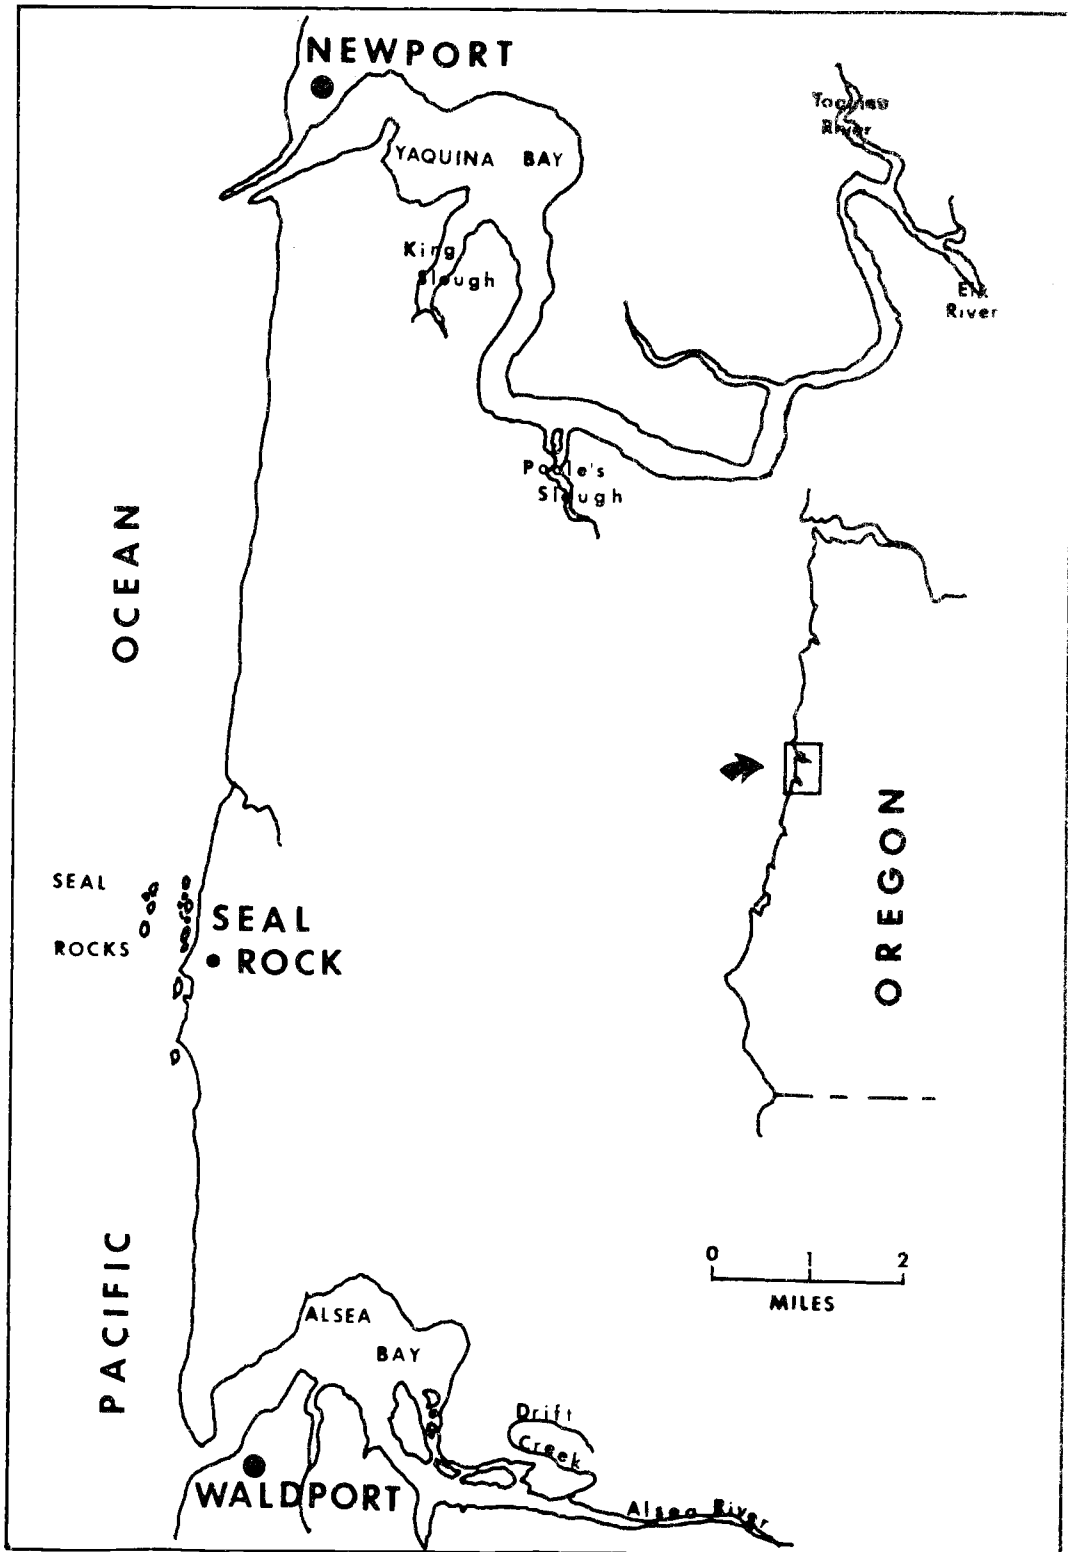 NEWPORT
YAQUINA BAY
River
King
Slough
Elk
River
Poole's
Slough
OCEAN
SEAL
ROCKS
SEAL
ROCK
OREGON
0 1 2
MILES
PACIFIC
ALSEA
BAY
Drift
Creek
WALDPORT
Alsea River